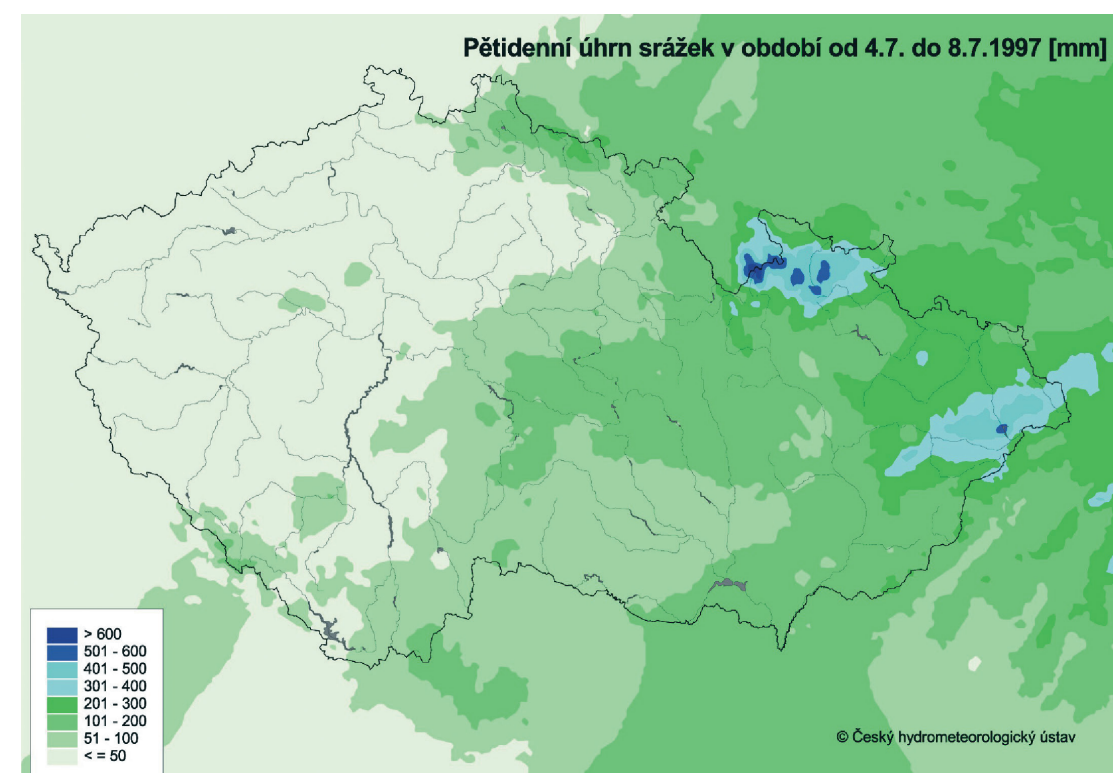 Pětidenní úhrn srážek v období od 4.7. do 8.7.1997 [mm]
> 600
501 - 600
401 - 500
301 - 400
201 - 300
101 - 200
51 - 100
< = 50
© Český hydrometeorologický ústav